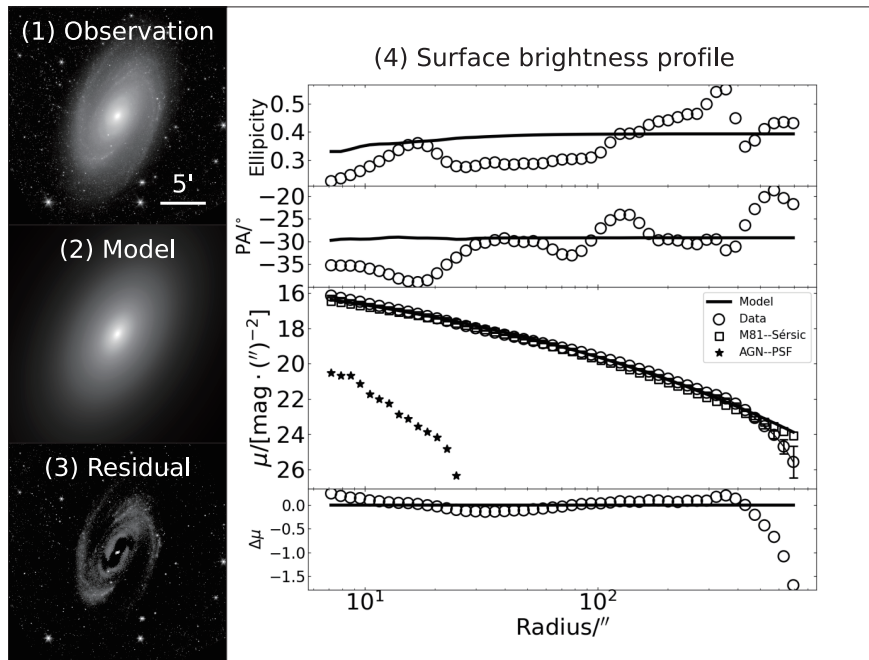 (1) Observation
5'
(2) Model
(3) Residual
(4) Surface brightness profile
Ellipicity
0.5
0.4
0.3
PA/°
−20
−25
−30
−35
μ/[mag · (″)⁻²]
16
18
20
22
24
26
Model
Data
M81--Sérsic
AGN--PSF
Δμ
0.0
−0.5
−1.0
−1.5
10¹
10²
Radius/″